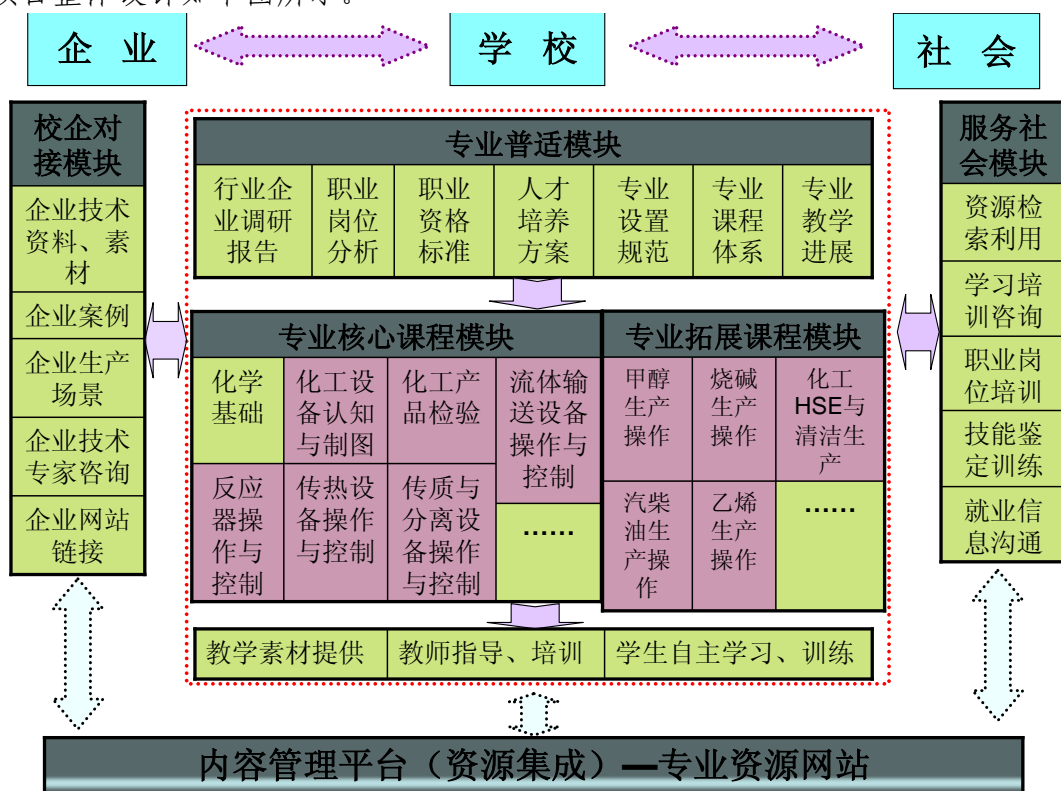 项目整体设计如下图所示。
企 业
学 校
社 会
校企对
接模块
企业技术
资料、素
材
企业案例
企业生产
场景
企业技术
专家咨询
企业网站
链接
专业普适模块
行业企
业调研
报告
职业
岗位
分析
职业
资格
标准
人才
培养
方案
专业
设置
规范
专业
课程
体系
专业
教学
进展
专业核心课程模块
化学
基础
化工设
备认知
与制图
化工产
品检验
流体输
送设备
操作与
控制
反应
器操
作与
控制
传热设
备操作
与控制
传质与
分离设
备操作
与控制
……
专业拓展课程模块
甲醇
生产
操作
烧碱
生产
操作
化工
HSE与
清洁生
产
汽柴
油生
产操
作
乙烯
生产
操作
……
教学素材提供
教师指导、培训
学生自主学习、训练
服务社
会模块
资源检
索利用
学习培
训咨询
职业岗
位培训
技能鉴
定训练
就业信
息沟通
内容管理平台（资源集成）—专业资源网站